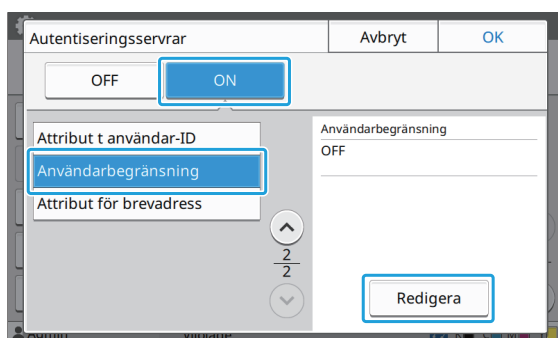 Autentiseringsservrar
Avbryt
OK
OFF
ON
Attribut t användar-ID
Användarbegränsning
Attribut för brevadress
2
2
Användarbegränsning
OFF
Redigera